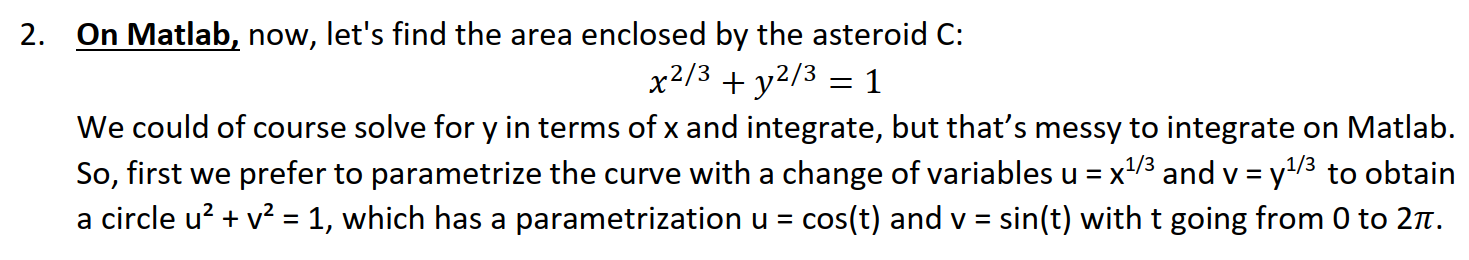 2. On Matlab, now, let's find the area enclosed by the asteroid C:
x^{2/3} + y^{2/3} = 1
We could of course solve for y in terms of x and integrate, but that’s messy to integrate on Matlab.
So, first we prefer to parametrize the curve with a change of variables u = x^{1/3} and v = y^{1/3} to obtain
a circle u² + v² = 1, which has a parametrization u = cos(t) and v = sin(t) with t going from 0 to 2π.